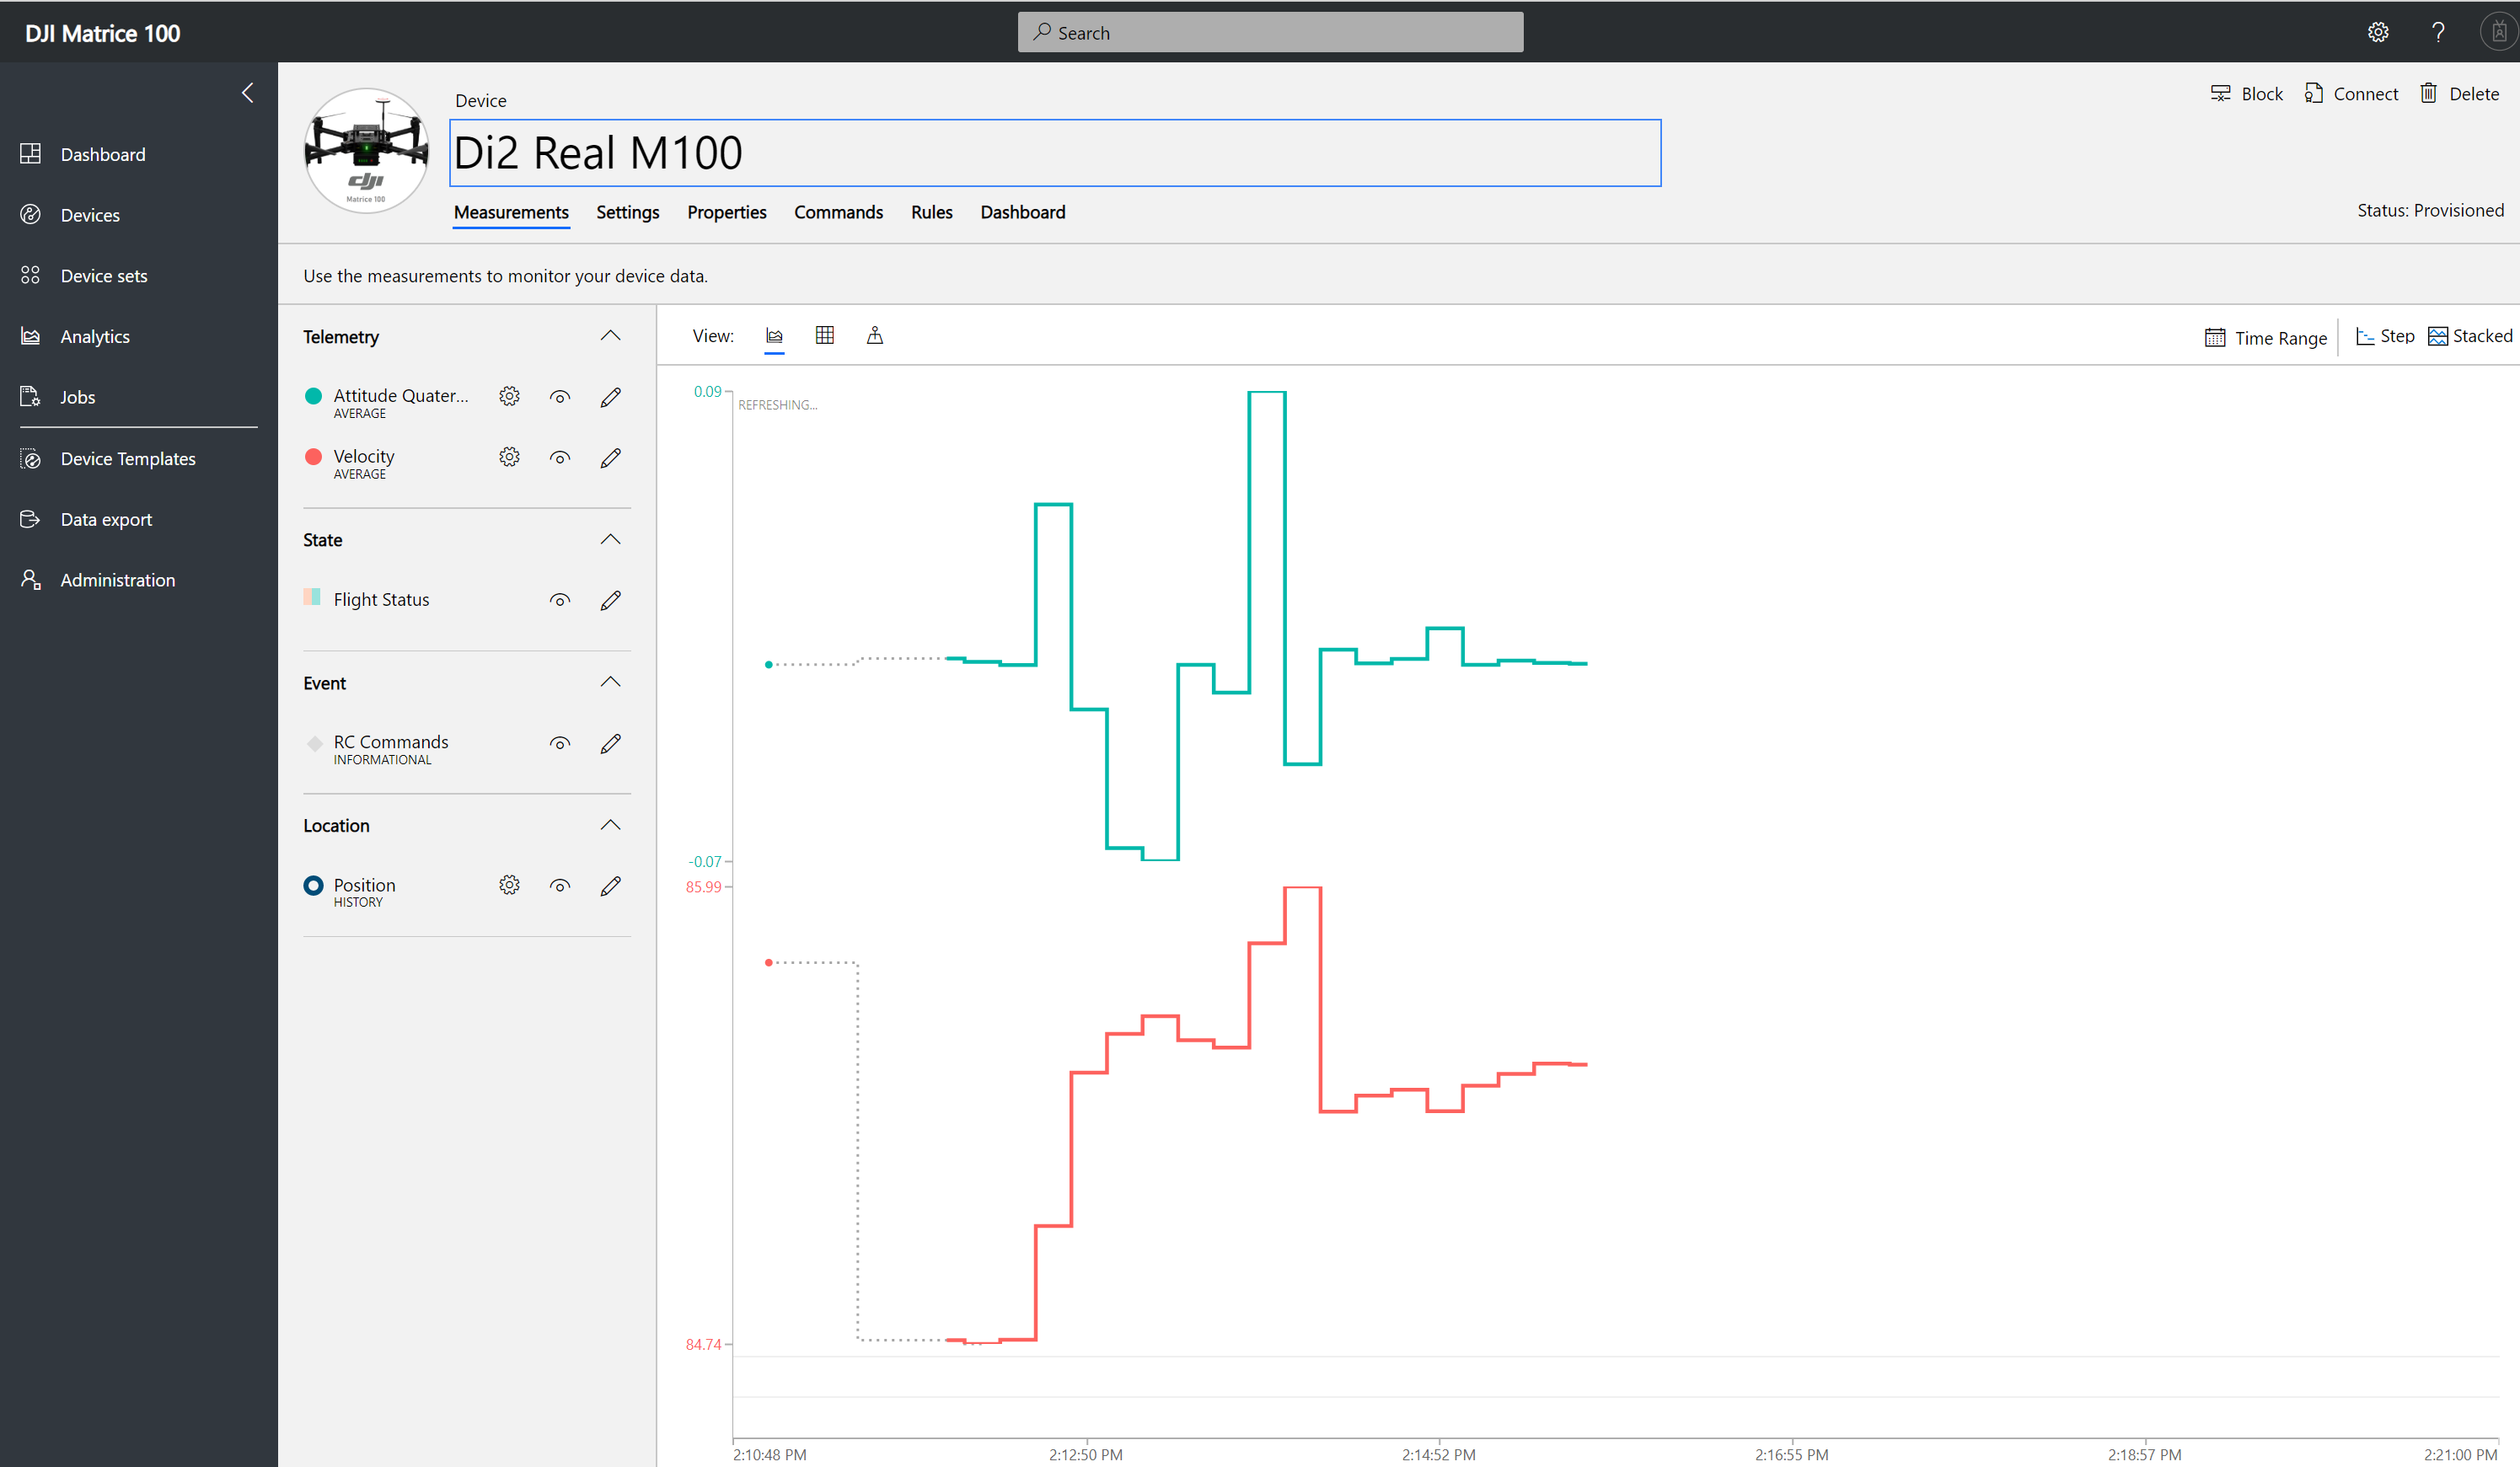 DJI Matrice 100
Search
Device
Di2 Real M100
dji
Matrice 100
Block
Connect
Delete
Measurements
Settings
Properties
Commands
Rules
Dashboard
Status: Provisioned
Use the measurements to monitor your device data.
Dashboard
Devices
Device sets
Analytics
Jobs
Device Templates
Data export
Administration
Telemetry
Attitude Quater...
AVERAGE
Velocity
AVERAGE
State
Flight Status
Event
RC Commands
INFORMATIONAL
Location
Position
HISTORY
View:
Time Range
Step
Stacked
0.09
REFRESHING...
-0.07
85.99
84.74
2:10:48 PM
2:12:50 PM
2:14:52 PM
2:16:55 PM
2:18:57 PM
2:21:00 PM